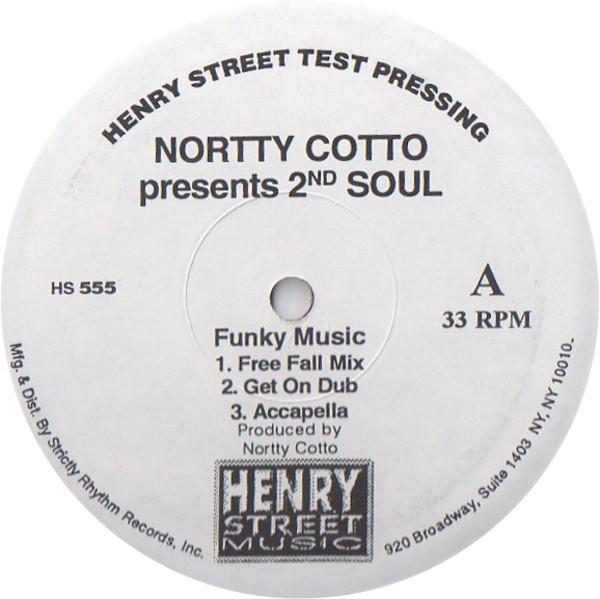 HENRY STREET TEST PRESSING
NORTTY COTTO
presents 2ND SOUL
HS 555
A
33 RPM
Funky Music
1. Free Fall Mix
2. Get On Dub
3. Accapella
Produced by
Nortty Cotto
HENRY
STREET
MUSIC
Mfg. & Dist. By Strictly Rhythm Records, Inc.
920 Broadway, Suite 1403 NY, NY 10010.